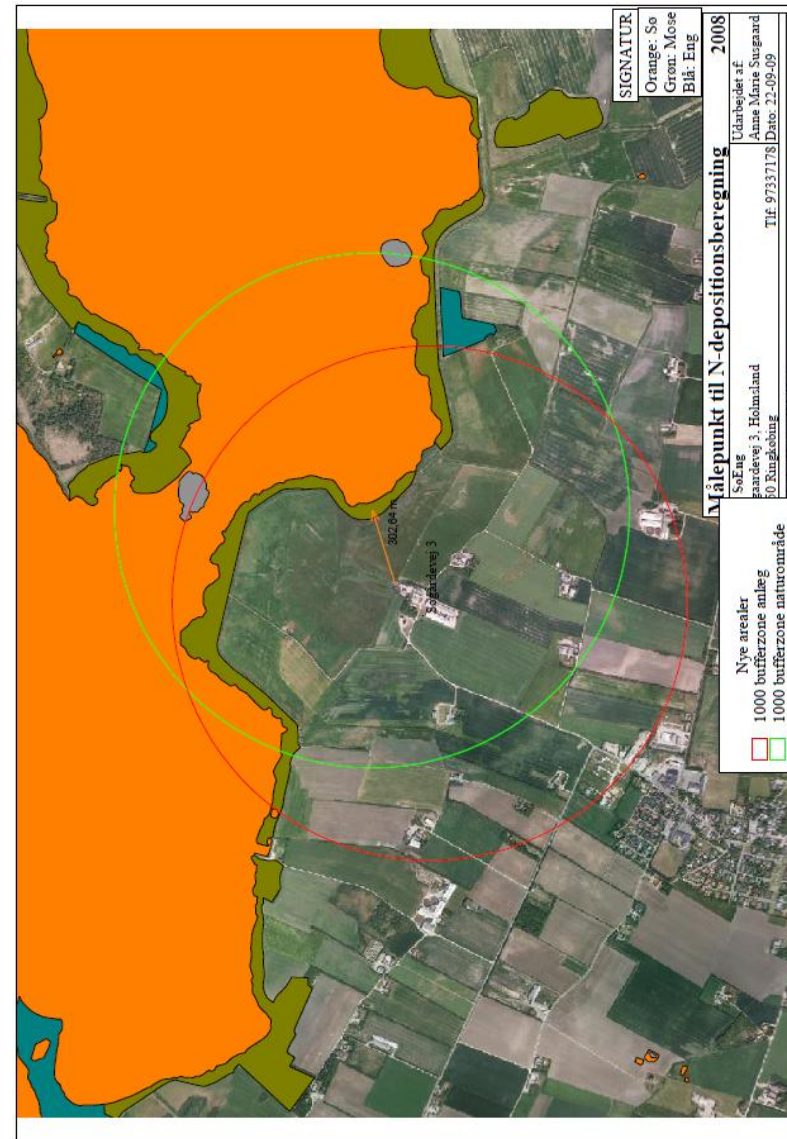 SIGNATUR
Orange: Sø
Grøn: Mose
Blå: Eng
Målepunkt til N-depositionsberegning 2008
SøEng
gaardevej 3, Holmsland
50 Ringkøbing
Tlf: 97337178
Udarbejdet af:
Anne Marie Susgaard
Dato: 22-09-09
Nye arealer
1000 bufferzone anlæg
1000 bufferzone naturområde
302,64 m
Søgårdevej 3